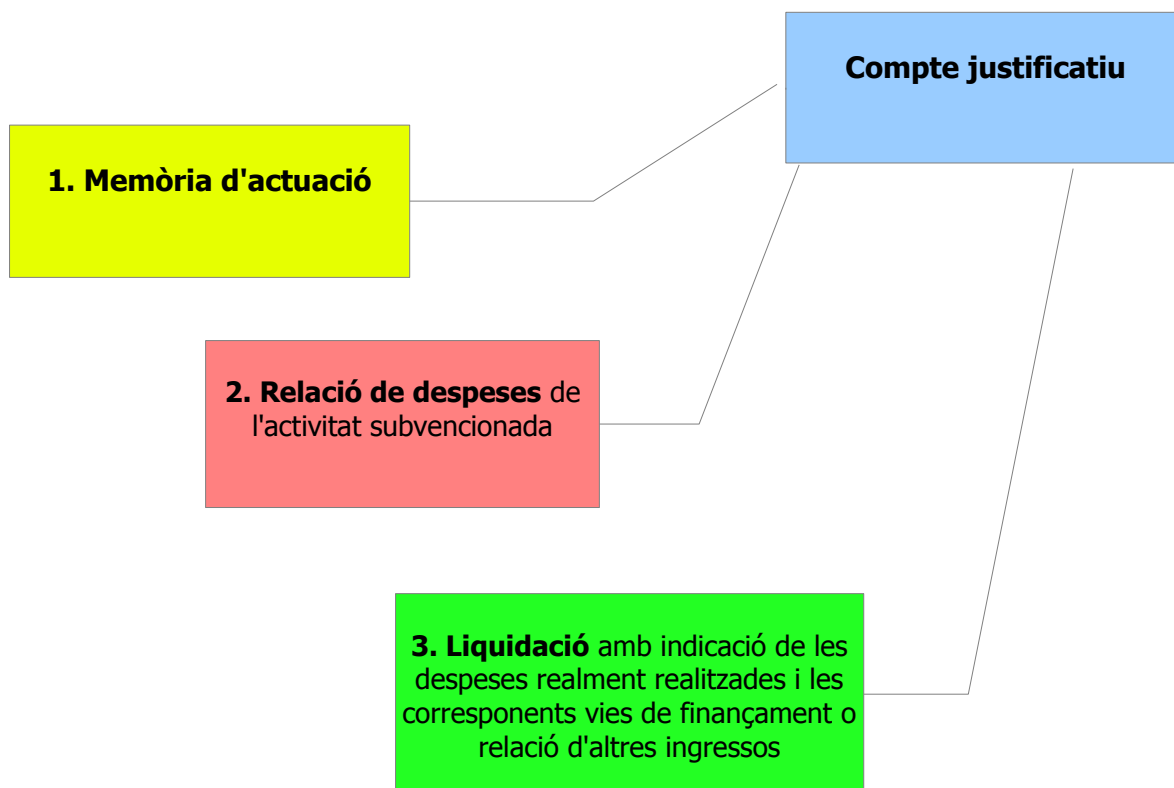 Compte justificatiu
1. Memòria d'actuació
2. Relació de despeses de
l'activitat subvencionada
3. Liquidació amb indicació de les
despeses realment realitzades i les
corresponents vies de finançament o
relació d'altres ingressos